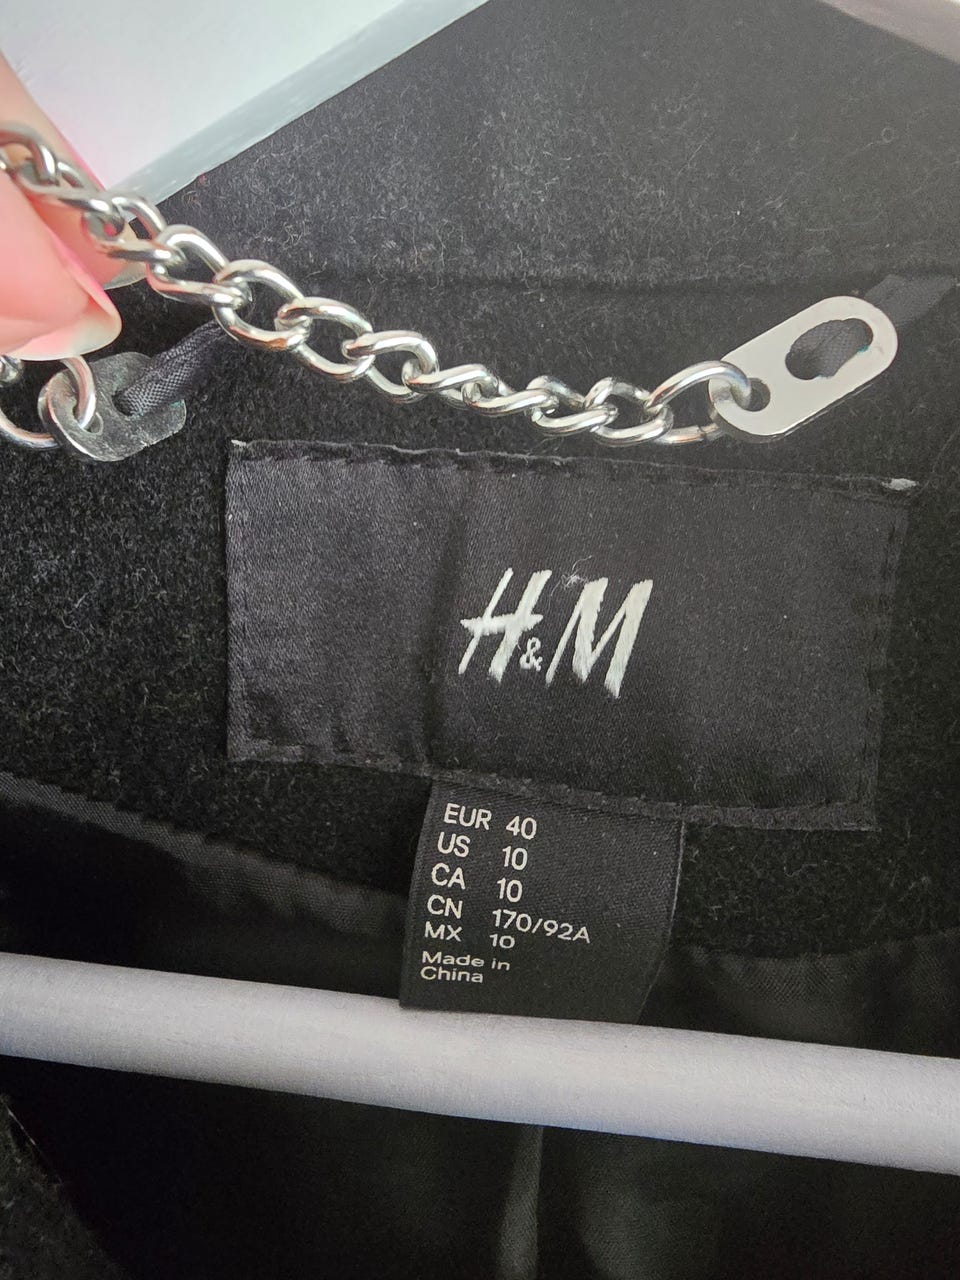 H&M
EUR 40
US 10
CA 10
CN 170/92A
MX 10
Made in
China